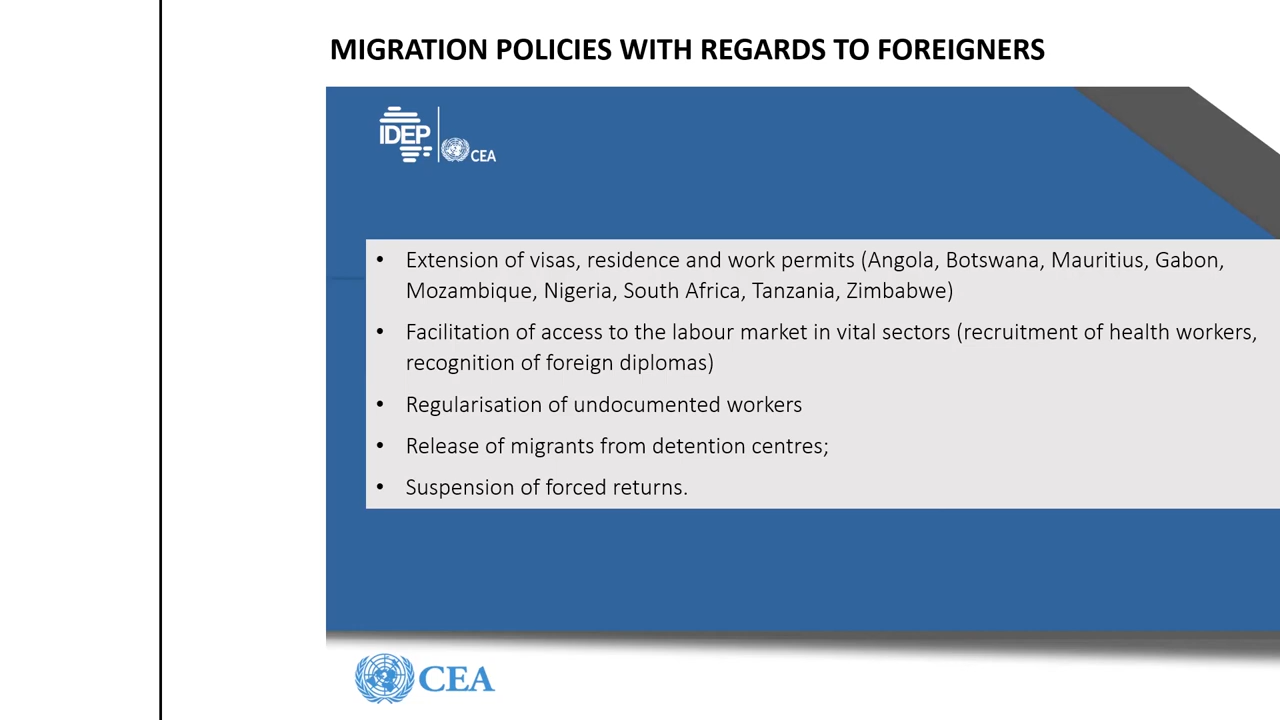 MIGRATION POLICIES WITH REGARDS TO FOREIGNERS
IDEP
CEA
• Extension of visas, residence and work permits (Angola, Botswana, Mauritius, Gabon,
Mozambique, Nigeria, South Africa, Tanzania, Zimbabwe)
• Facilitation of access to the labour market in vital sectors (recruitment of health workers,
recognition of foreign diplomas)
• Regularisation of undocumented workers
• Release of migrants from detention centres;
• Suspension of forced returns.
CEA